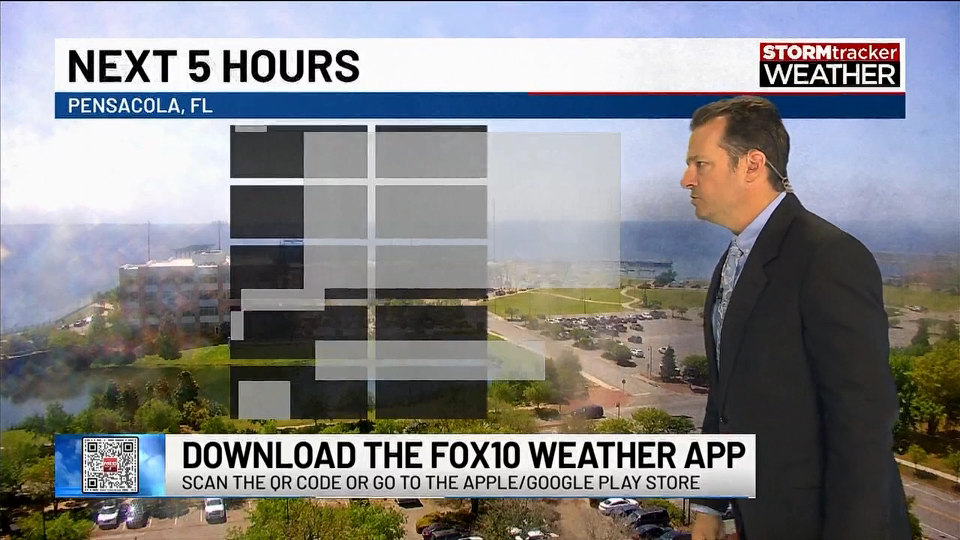 NEXT 5 HOURS
STORMtracker
WEATHER
PENSACOLA, FL
DOWNLOAD THE FOX10 WEATHER APP
SCAN THE QR CODE OR GO TO THE APPLE/GOOGLE PLAY STORE